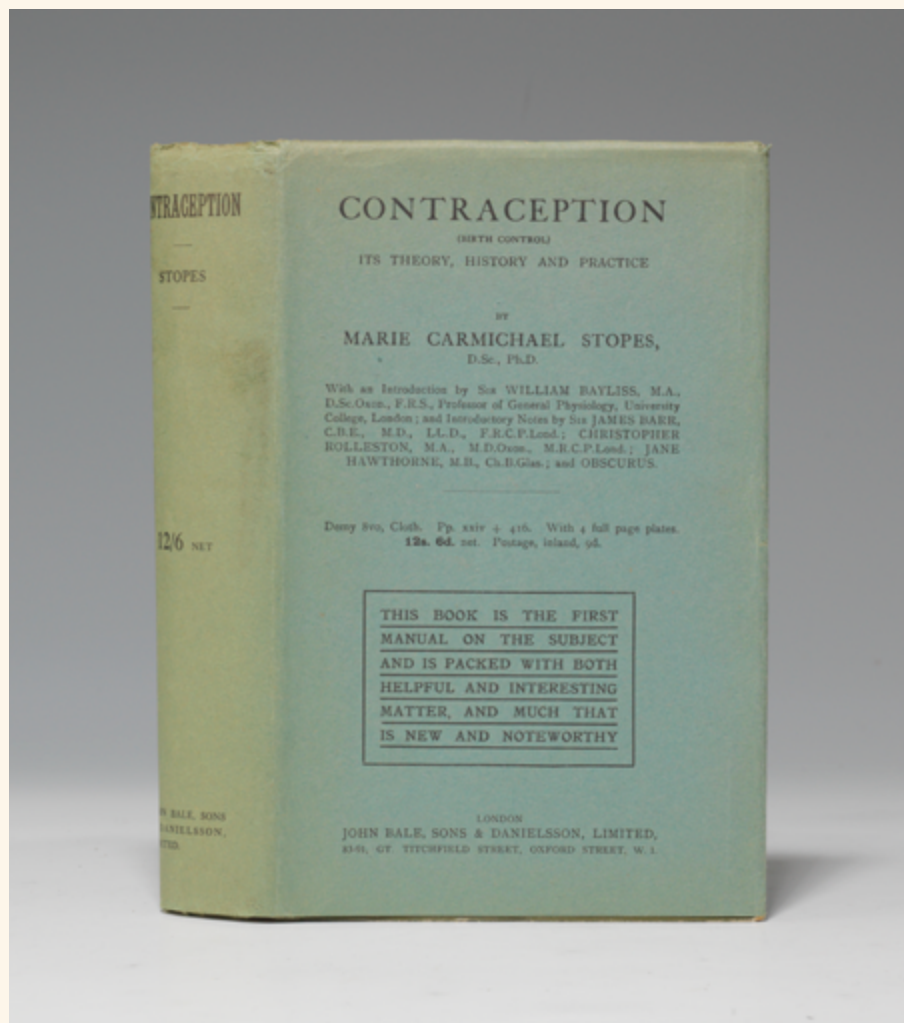 NTRACEPTION
STOPES
12/6 NET
BALE, SONS
DANIELSSON,
CONTRACEPTION
(BIRTH CONTROL)
ITS THEORY, HISTORY AND PRACTICE
BY
MARIE CARMICHAEL STOPES,
D.Sc., Ph.D.
With an Introduction by Sir WILLIAM BAYLISS, M.A.,
D.Sc.Oxon., F.R.S., Professor of General Physiology, University
College, London; and Introductory Notes by Sir JAMES BARR,
C.B.E., M.D., LL.D., F.R.C.P.Lond.; CHRISTOPHER
ROLLESTON, M.A., M.D.Oxon., M.R.C.P.Lond.; JANE
HAWTHORNE, M.B., Ch.B.Glas.; and OBSCURUS.
Demy 8vo, Cloth. Pp. xxiv + 416. With 4 full page plates.
12s. 6d. net. Postage, inland, 9d.
THIS BOOK IS THE FIRST
MANUAL ON THE SUBJECT
AND IS PACKED WITH BOTH
HELPFUL AND INTERESTING
MATTER, AND MUCH THAT
IS NEW AND NOTEWORTHY
LONDON
JOHN BALE, SONS & DANIELSSON, LIMITED,
83-91, GT. TITCHFIELD STREET, OXFORD STREET, W. 1.